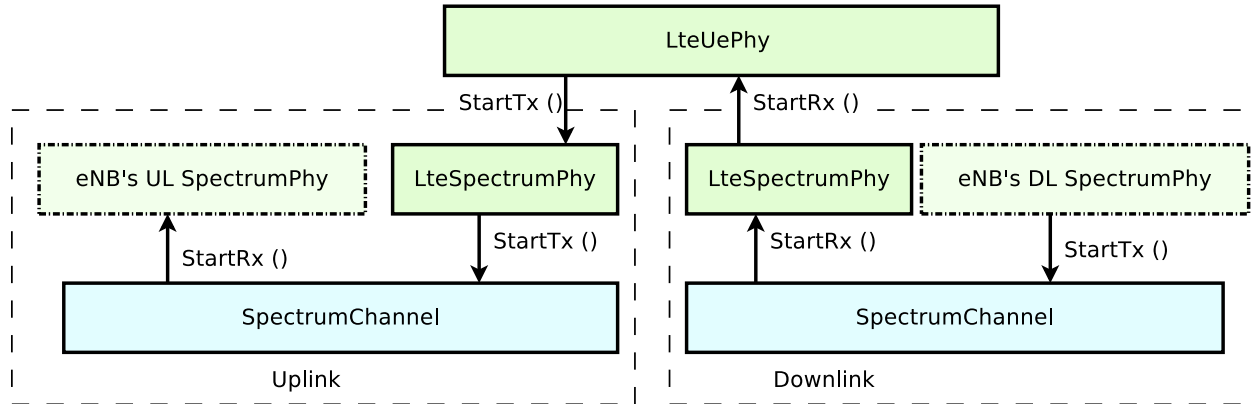 LteUePhy
StartTx ()
StartRx ()
eNB's UL SpectrumPhy
LteSpectrumPhy
LteSpectrumPhy
eNB's DL SpectrumPhy
StartRx ()
StartTx ()
StartRx ()
StartTx ()
SpectrumChannel
SpectrumChannel
Uplink
Downlink